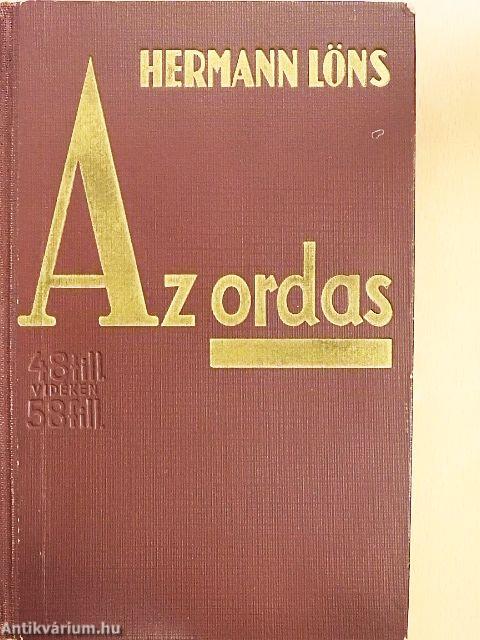 HERMANN LÖNS
Az ordas
48 fill.
VIDÉKEN
58 fill.
Antikvárium.hu